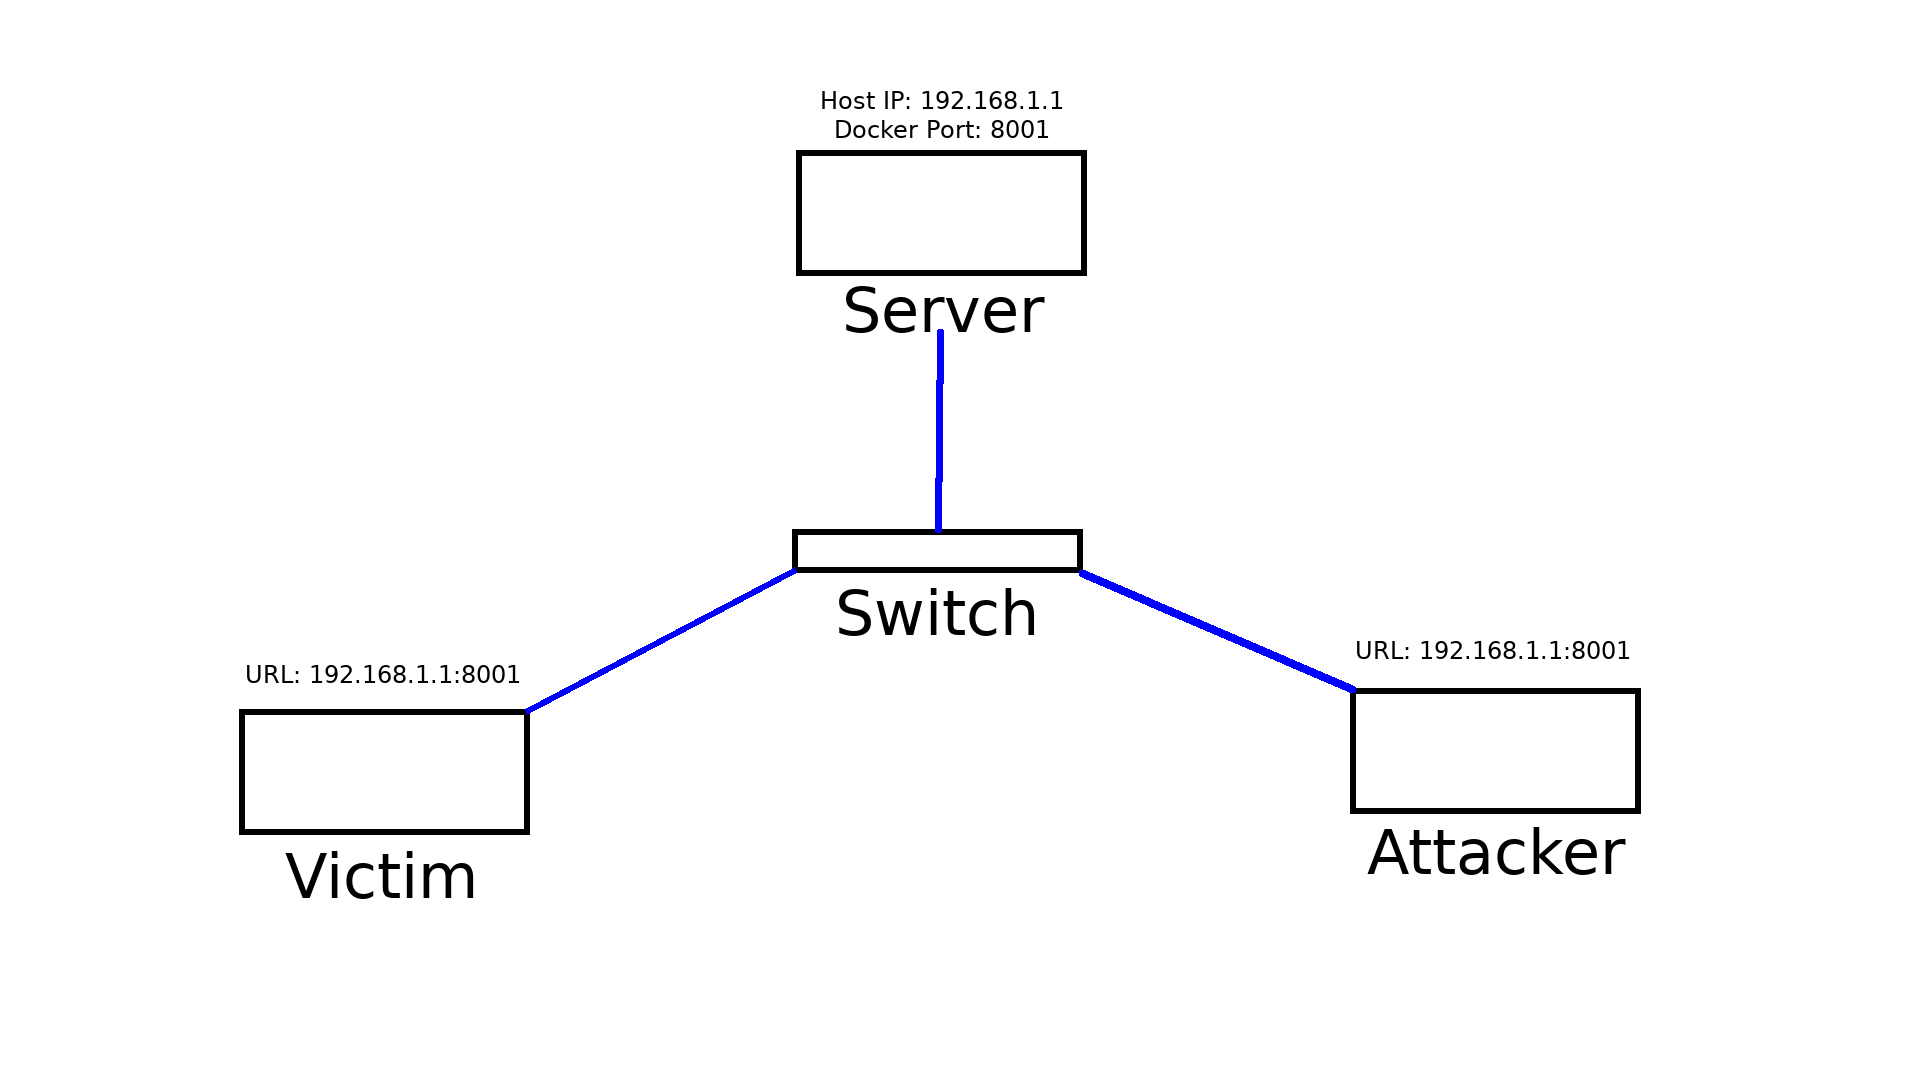 Host IP: 192.168.1.1
Docker Port: 8001
Server
Switch
URL: 192.168.1.1:8001
Victim
URL: 192.168.1.1:8001
Attacker